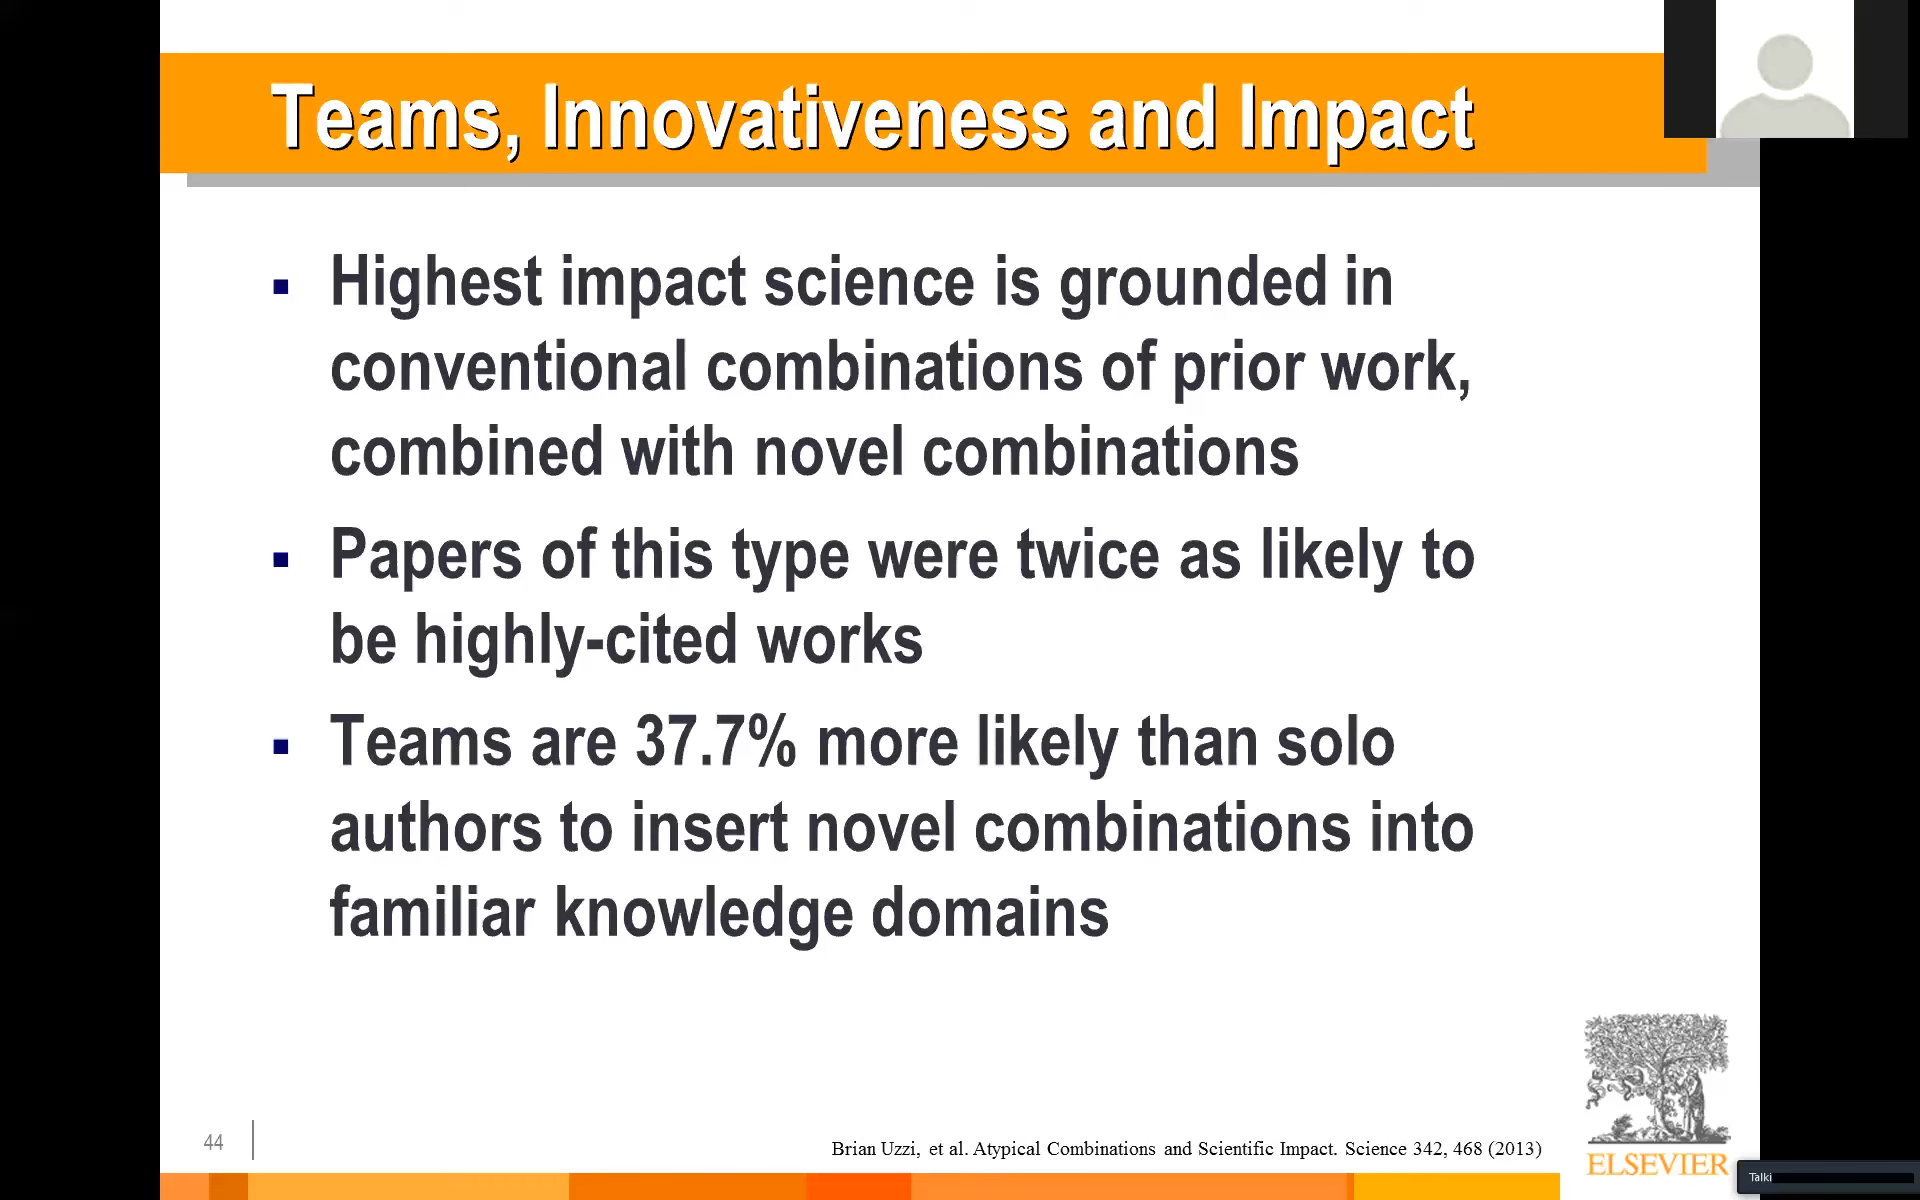 Teams, Innovativeness and Impact
Highest impact science is grounded in
conventional combinations of prior work,
combined with novel combinations
Papers of this type were twice as likely to
be highly-cited works
Teams are 37.7% more likely than solo
authors to insert novel combinations into
familiar knowledge domains
44
Brian Uzzi, et al. Atypical Combinations and Scientific Impact. Science 342, 468 (2013)
ELSEVIER
Talki